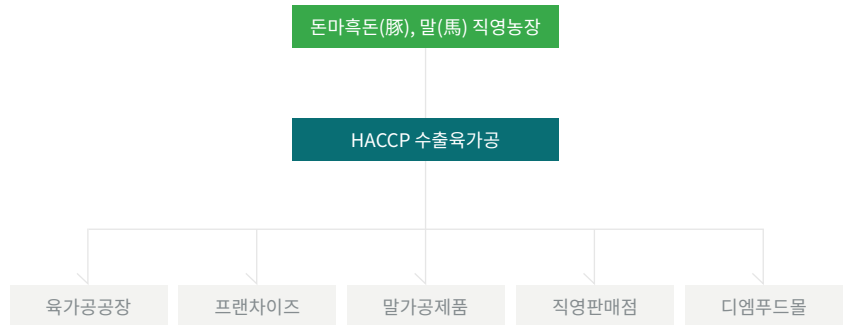 돈마흑돈(豚), 말(馬) 직영농장
HACCP 수출육가공
육가공공장
프랜차이즈
말가공제품
직영판매점
디엠푸드몰